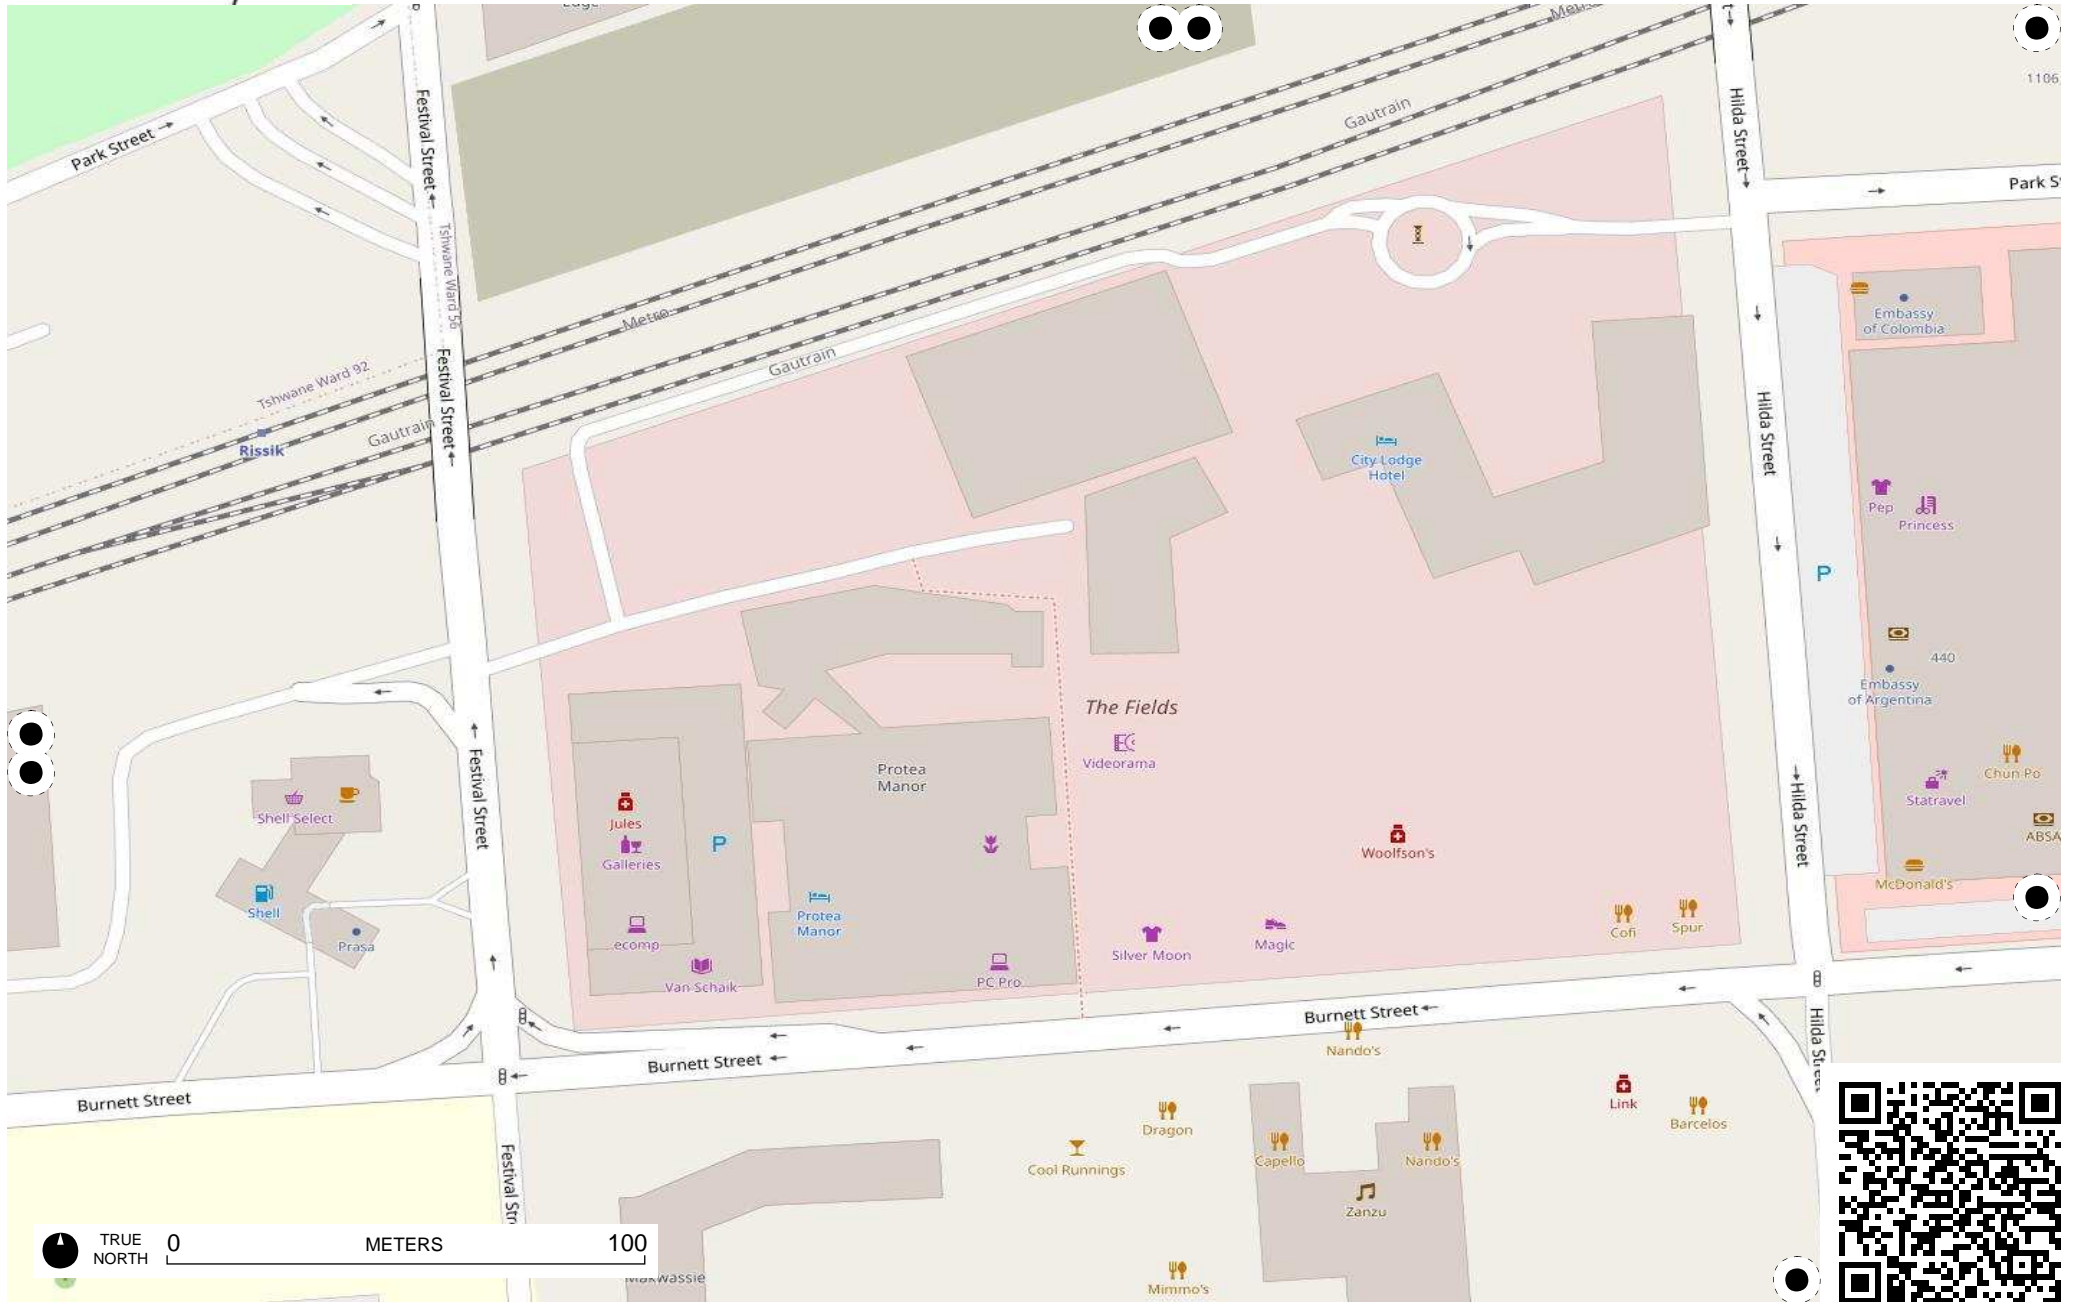 Metro
1106
Gautrain
Festival Street
Hilda Street
Park Street
Park S
Tshwane Ward 56
Metro
Gautrain
Tshwane Ward 92
Gautrain
Rissik
Festival Street
Embassy
of Colombia
Hilda Street
City Lodge
Hotel
Pep
Princess
P
440
Embassy
of Argentina
The Fields
Videorama
Protea
Manor
Chun Po
Statravel
Festival Street
Shell Select
Jules
Galleries
P
Woolfson's
Hilda Street
ABSA
McDonald's
Shell
Prasa
Protea
Manor
ecomp
Van Schaik
PC Pro
Silver Moon
Magic
Cofi
Spur
Burnett Street
Nando's
Hilda Street
Burnett Street
Burnett Street
Link
Barcelos
Dragon
Cool Runnings
Capello
Nando's
Zanzu
Festival Str
Mimmo's
Makwassie
TRUE
NORTH
0 METERS 100